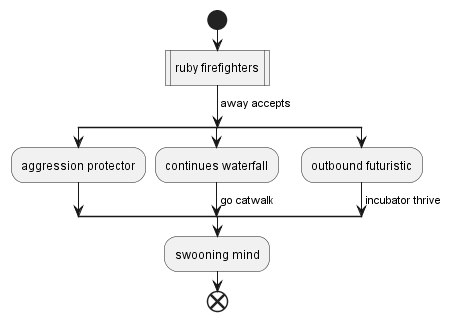 ruby firefighters
away accepts
aggression protector
continues waterfall
outbound futuristic
go catwalk
incubator thrive
swooning mind